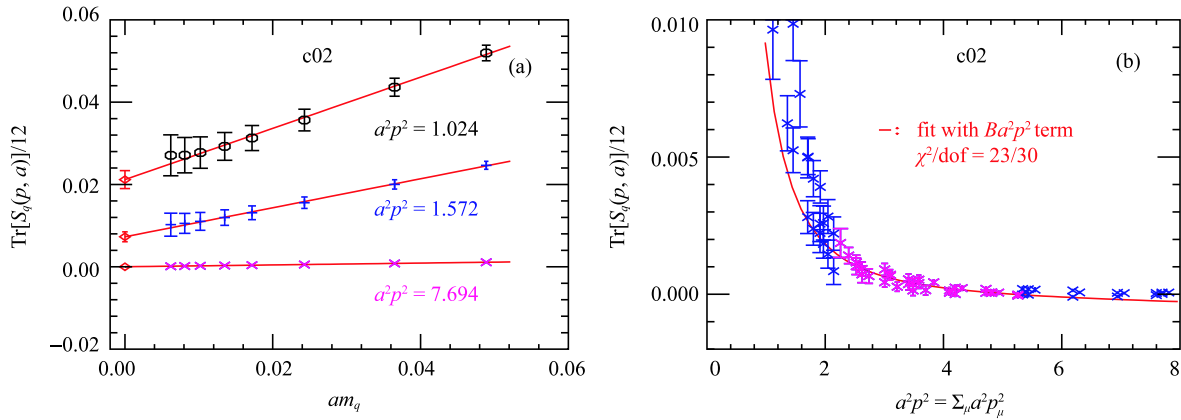 0.06
c02
(a)
0.04
a²p² = 1.024
0.02
a²p² = 1.572
0.00
a²p² = 7.694
−0.02
0.00 0.02 0.04 0.06
am_q
Tr[S_q(p, a)]/12
0.010
c02
(b)
fit with Ba²p² term
χ²/dof = 23/30
0.005
0.000
0 2 4 6 8
a²p² = Σ_μ a²p_μ²
Tr[S_q(p, a)]/12